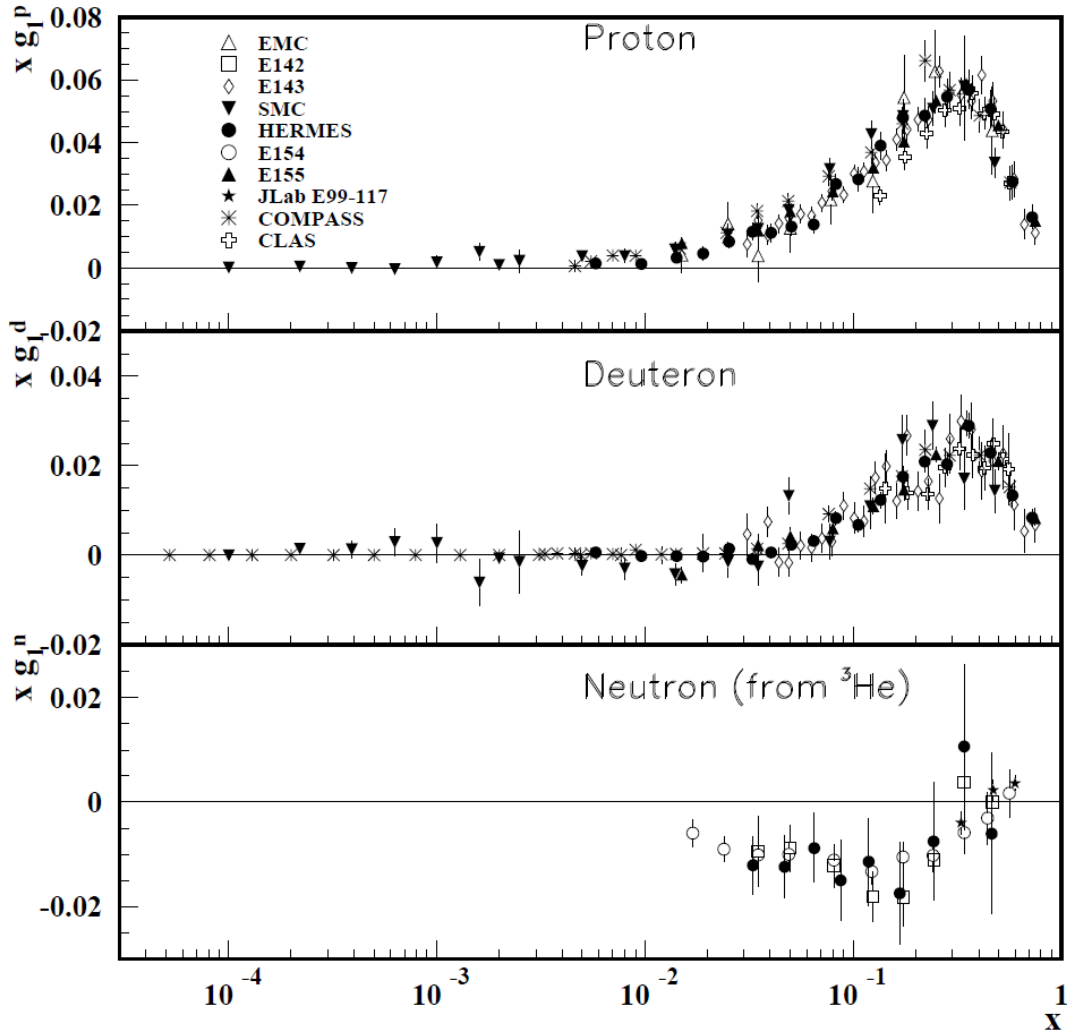 x g₁ᵖ
0.08
0.06
0.04
0.02
0
Proton
EMC
E142
E143
SMC
HERMES
E154
E155
JLab E99-117
COMPASS
CLAS
x g₁ᵈ
-0.02
0.04
0.02
0
Deuteron
x g₁ⁿ
-0.02
0.02
0
-0.02
Neutron (from ³He)
10⁻⁴ 10⁻³ 10⁻² 10⁻¹ 1
x